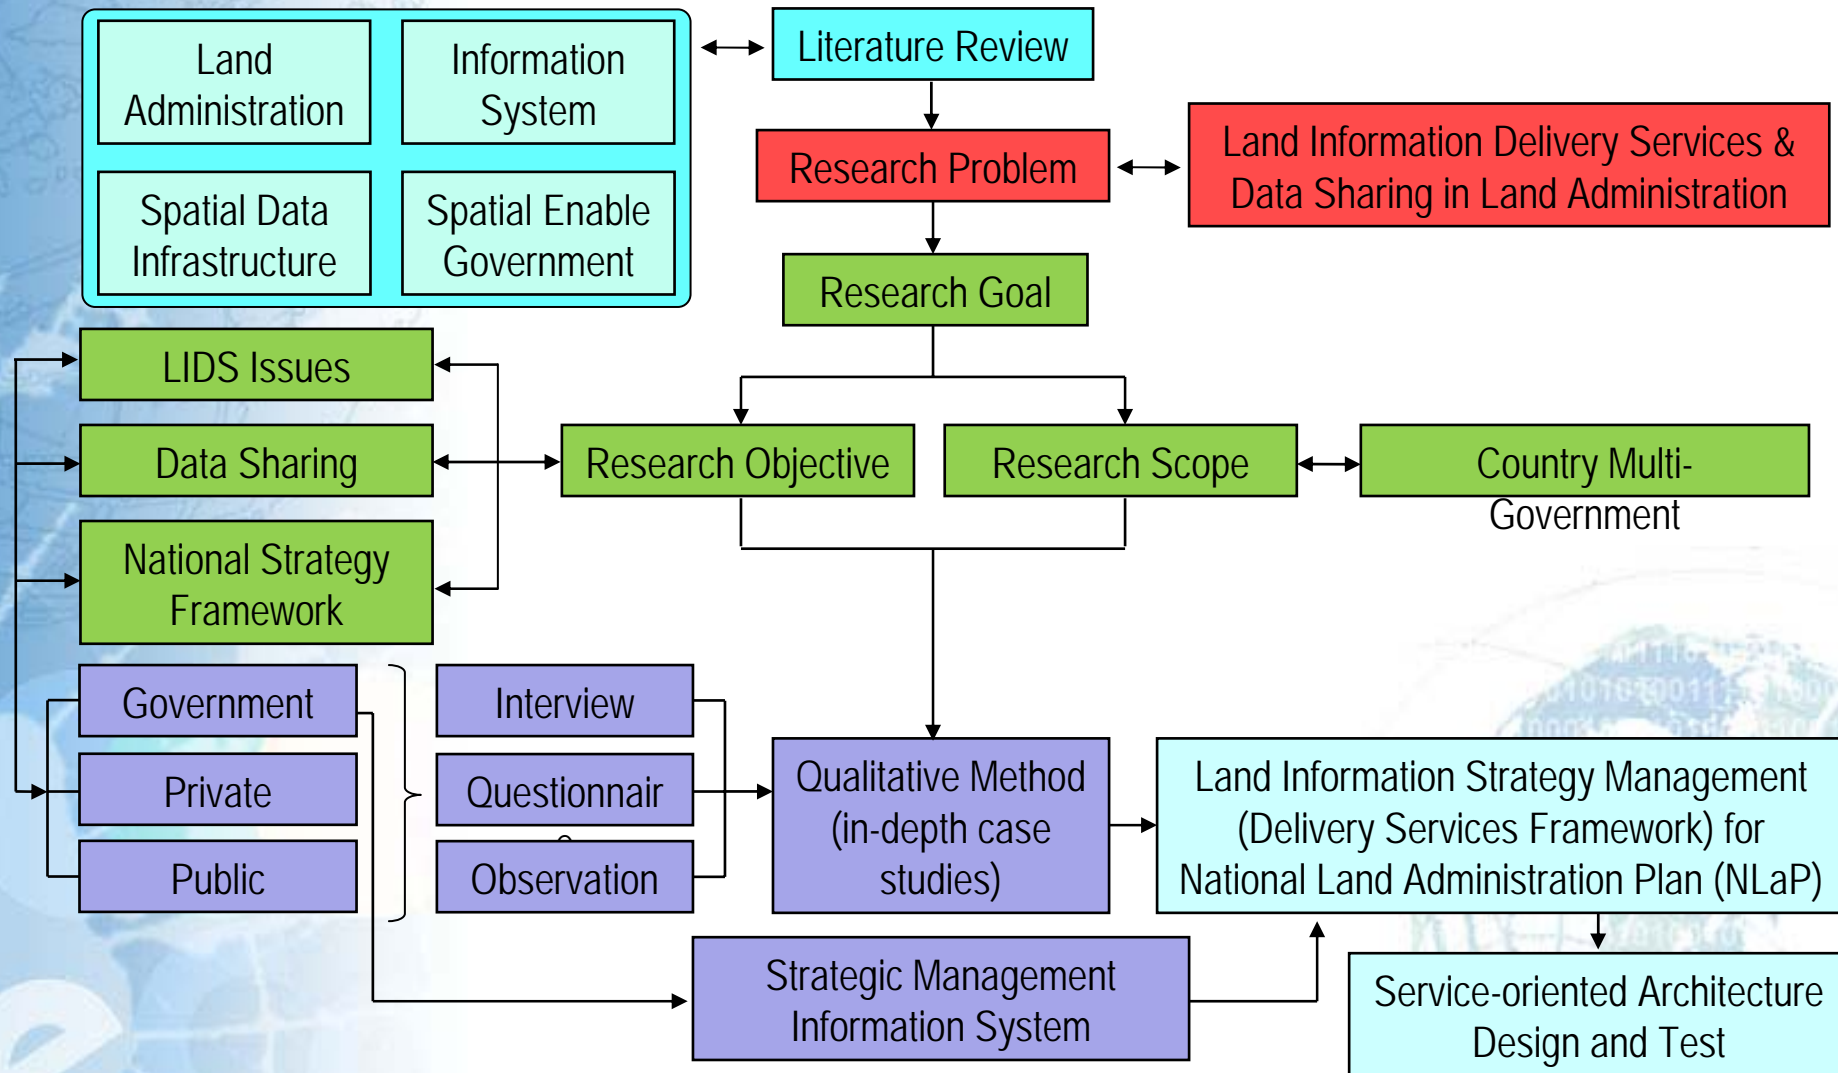 Land
Administration
Information
System
Spatial Data
Infrastructure
Spatial Enable
Government
Literature Review
Research Problem
Land Information Delivery Services &
Data Sharing in Land Administration
Research Goal
LIDS Issues
Data Sharing
National Strategy
Framework
Research Objective
Research Scope
Country Multi-
Government
Government
Private
Public
Interview
Questionnair
Observation
Qualitative Method
(in-depth case
studies)
Land Information Strategy Management
(Delivery Services Framework) for
National Land Administration Plan (NLaP)
Strategic Management
Information System
Service-oriented Architecture
Design and Test